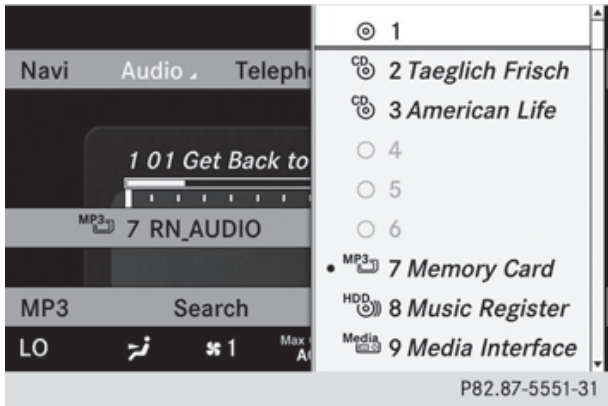 Navi Audio Teleph
1 01 Get Back to
MP3 7 RN_AUDIO
MP3 Search
LO 1 Max
1
CD 2 Taeglich Frisch
CD 3 American Life
4
5
6
• MP3 7 Memory Card
HDD 8 Music Register
Media 9 Media Interface
P82.87-5551-31